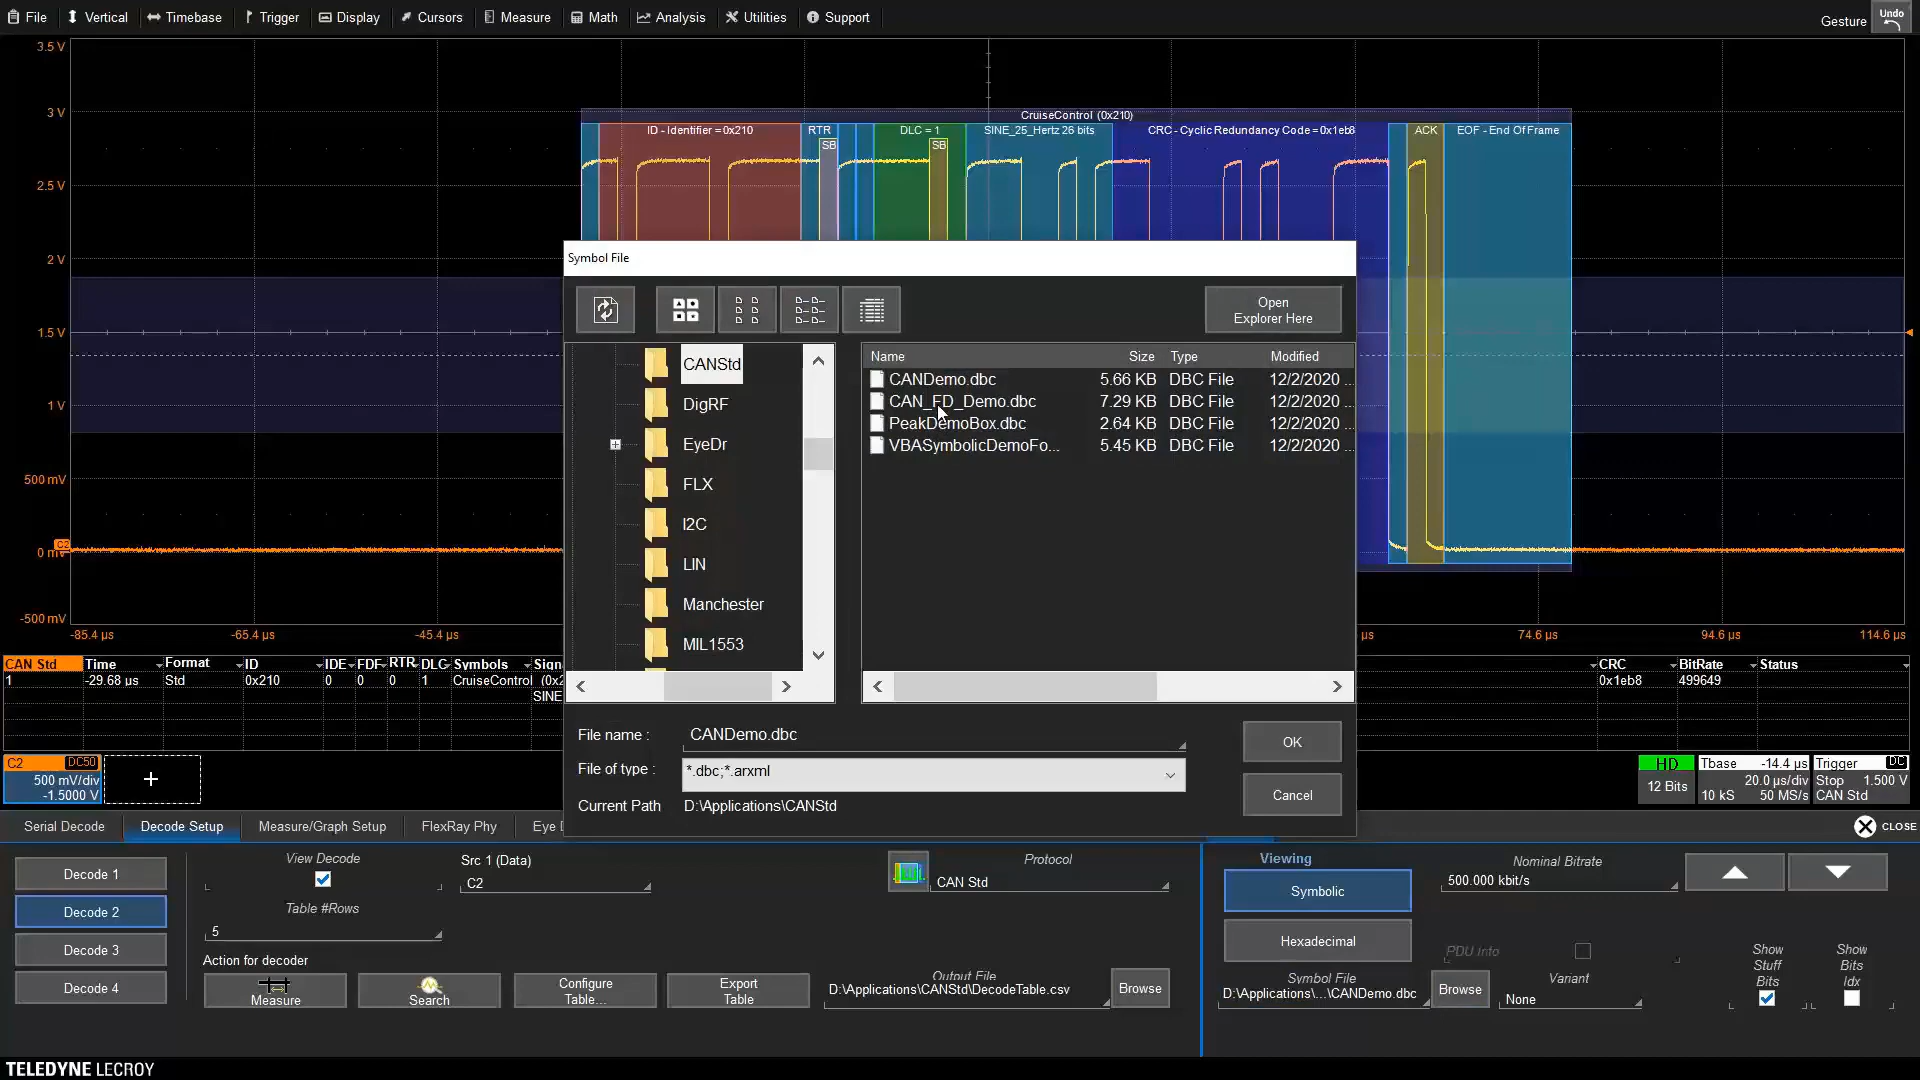 File Vertical Timebase Trigger Display Cursors Measure Math Analysis Utilities Support
Gesture Undo
3.5 V
3 V
2.5 V
2 V
1.5 V
1 V
500 mV
0 mV
-500 mV
C2
CruiseControl (0x210)
ID - Identifier =0x210 RTR DLC = 1 SINE_25_Hertz 26 bits CRC - Cyclic Redundancy Code =0x1eb8 ACK EOF - End Of Frame
SB SB
Symbol File
Open
Explorer Here
CANStd
DigRF
EyeDr
FLX
I2C
LIN
Manchester
MIL1553
Name Size Type Modified
CANDemo.dbc 5.66 KB DBC File 12/2/2020 ...
CAN_FD_Demo.dbc 7.29 KB DBC File 12/2/2020 ...
PeakDemoBox.dbc 2.64 KB DBC File 12/2/2020 ...
VBASymbolicDemoFo... 5.45 KB DBC File 12/2/2020 ...
File name : CANDemo.dbc
File of type : *.dbc;*.arxml
Current Path D:\Applications\CANStd
OK
Cancel
-85.4 µs -65.4 µs -45.4 µs µs 74.6 µs 94.6 µs 114.6 µs
CAN Std Time Format ID IDE FDF RTR DLC Symbols Sign CRC BitRate Status
1 -29.68 µs Std 0x210 0 0 0 1 CruiseControl (0x2 0x1eb8 499649
SINE
C2 DC50
500 mV/div
-1.5000 V
+
HD
12 Bits
Tbase -14.4 µs
20.0 µs/div
10 kS 50 MS/s
Trigger DC
Stop 1.500 V
CAN Std
Serial Decode Decode Setup Measure/Graph Setup FlexRay Phy Eye CLOSE
Decode 1
Decode 2
Decode 3
Decode 4
View Decode
Table #Rows
5
Src 1 (Data)
C2
Protocol
CAN Std
Action for decoder
Measure
Search
Configure
Table...
Export
Table
Output File
D:\Applications\CANStd\DecodeTable.csv
Browse
Viewing
Symbolic
Hexadecimal
Symbol File
D:\Applications\...\CANDemo.dbc
Browse
Nominal Bitrate
500.000 kbit/s
PDU Info
Variant
None
Show
Stuff
Bits
Show
Bits
Idx
TELEDYNE LECROY